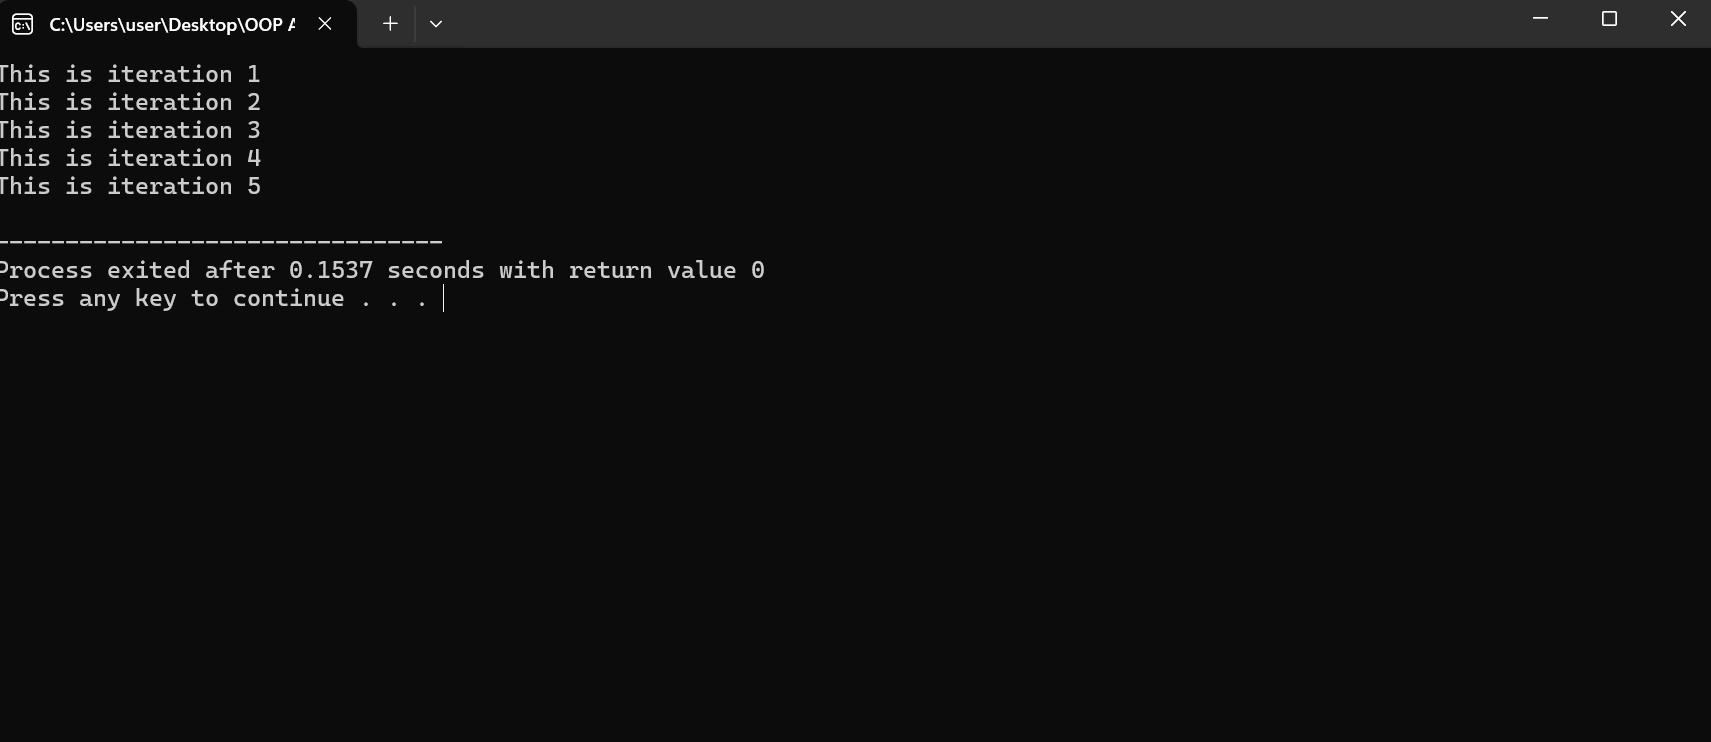 C:\Users\user\Desktop\OOP A
This is iteration 1
This is iteration 2
This is iteration 3
This is iteration 4
This is iteration 5
--------------------------------
Process exited after 0.1537 seconds with return value 0
Press any key to continue . . .